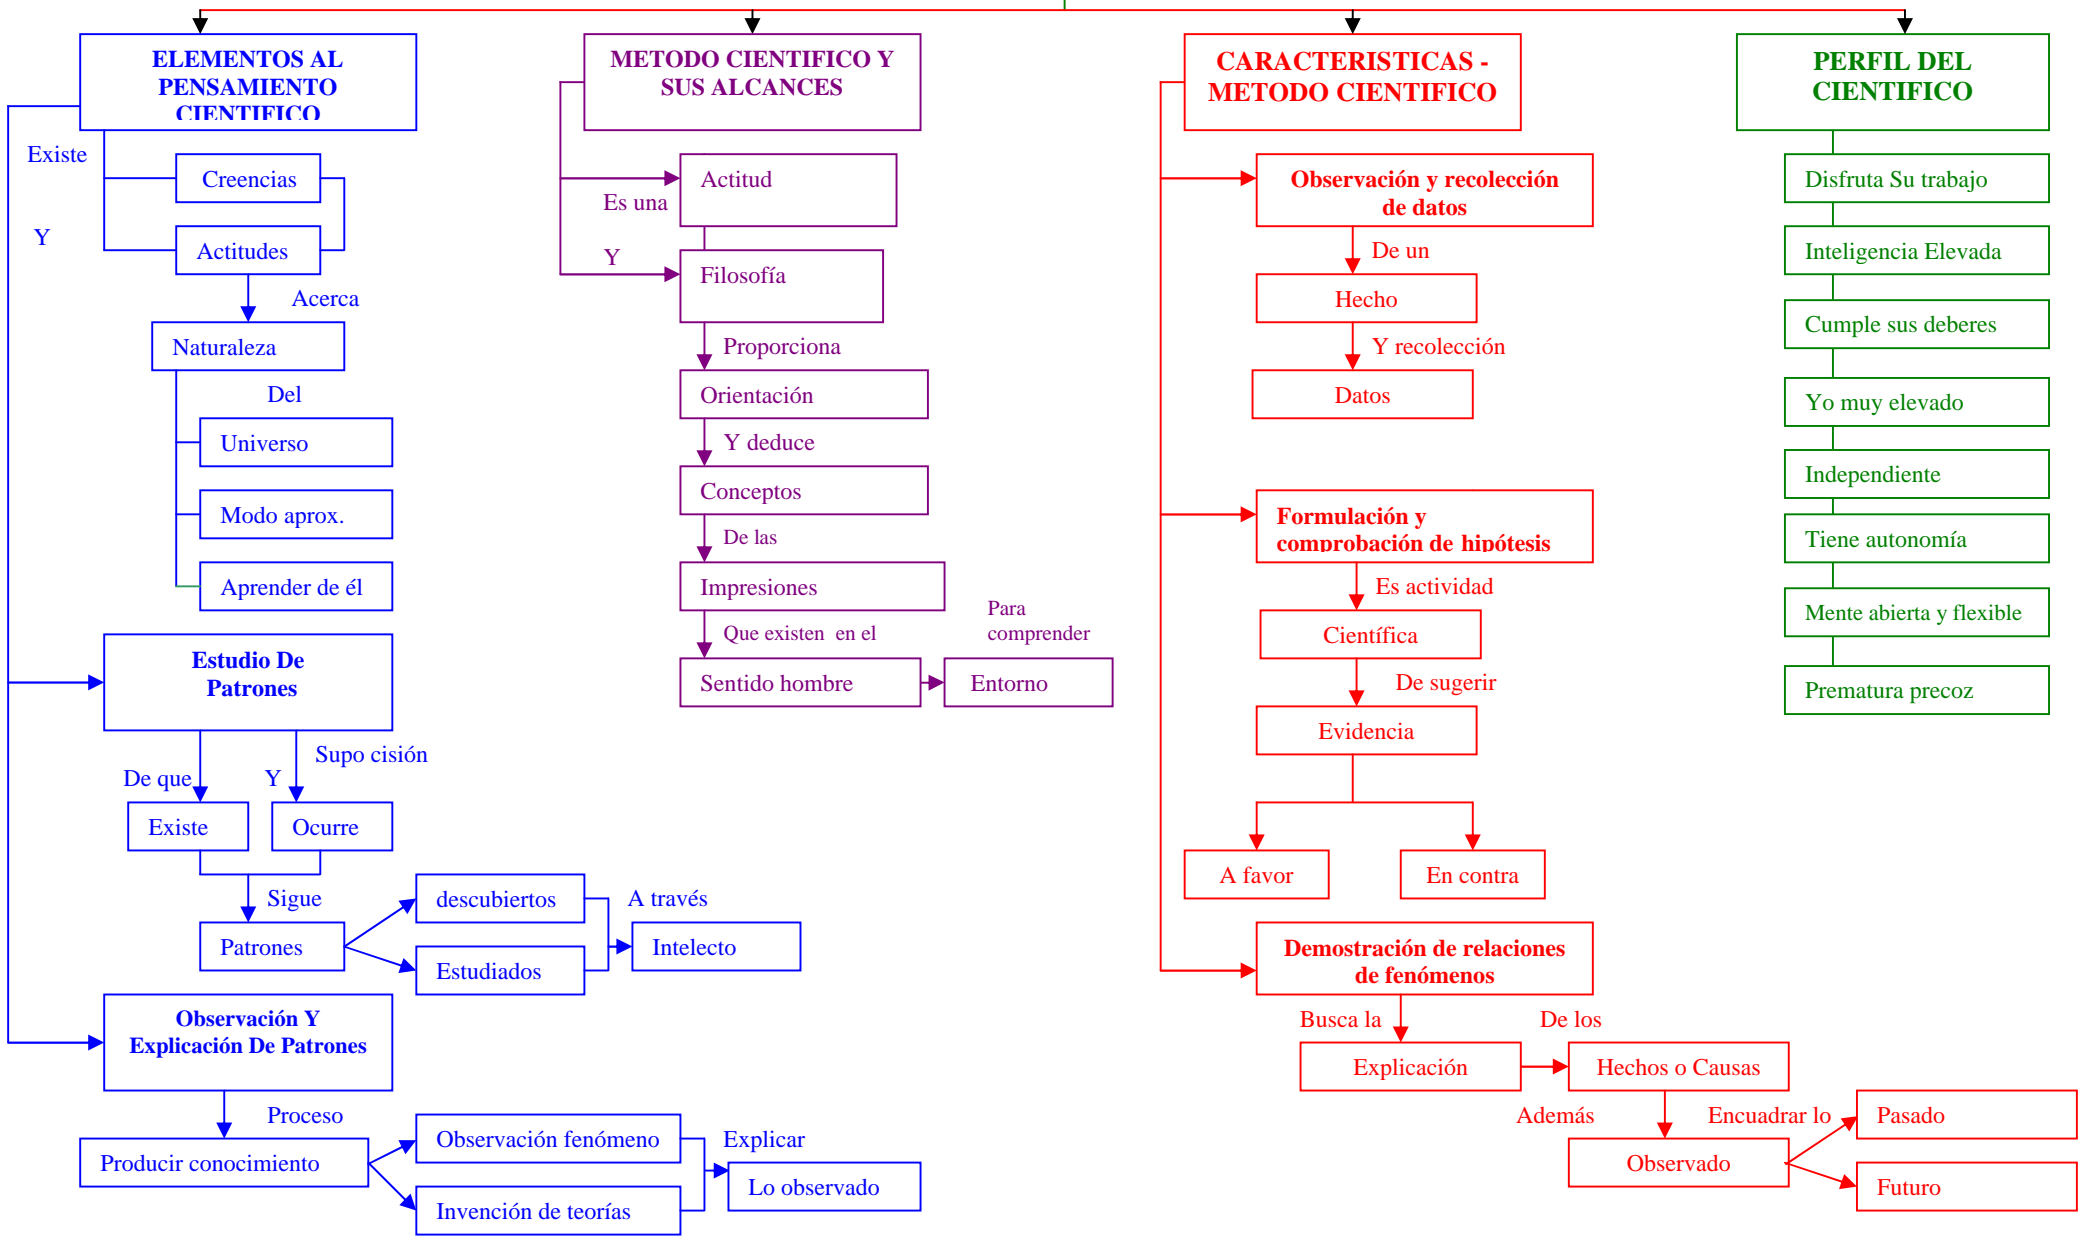 ELEMENTOS AL
PENSAMIENTO
CIENTIFICO
Existe
Creencias
Y
Actitudes
Acerca
Naturaleza
Del
Universo
Modo aprox.
Aprender de él
Estudio De
Patrones
Supo cisión
De que
Y
Existe
Ocurre
Sigue
Patrones
descubiertos
Estudiados
A través
Intelecto
Observación Y
Explicación De Patrones
Proceso
Producir conocimiento
Observación fenómeno
Invención de teorías
Explicar
Lo observado
METODO CIENTIFICO Y
SUS ALCANCES
Actitud
Es una
Y
Filosofía
Proporciona
Orientación
Y deduce
Conceptos
De las
Impresiones
Que existen en el
Sentido hombre
Para
comprender
Entorno
CARACTERISTICAS -
METODO CIENTIFICO
Observación y recolección
de datos
De un
Hecho
Y recolección
Datos
Formulación y
comprobación de hipótesis
Es actividad
Científica
De sugerir
Evidencia
A favor
En contra
Demostración de relaciones
de fenómenos
Busca la
Explicación
De los
Hechos o Causas
Además
Observado
Encuadrar lo
Pasado
Futuro
PERFIL DEL
CIENTIFICO
Disfruta Su trabajo
Inteligencia Elevada
Cumple sus deberes
Yo muy elevado
Independiente
Tiene autonomía
Mente abierta y flexible
Prematura precoz